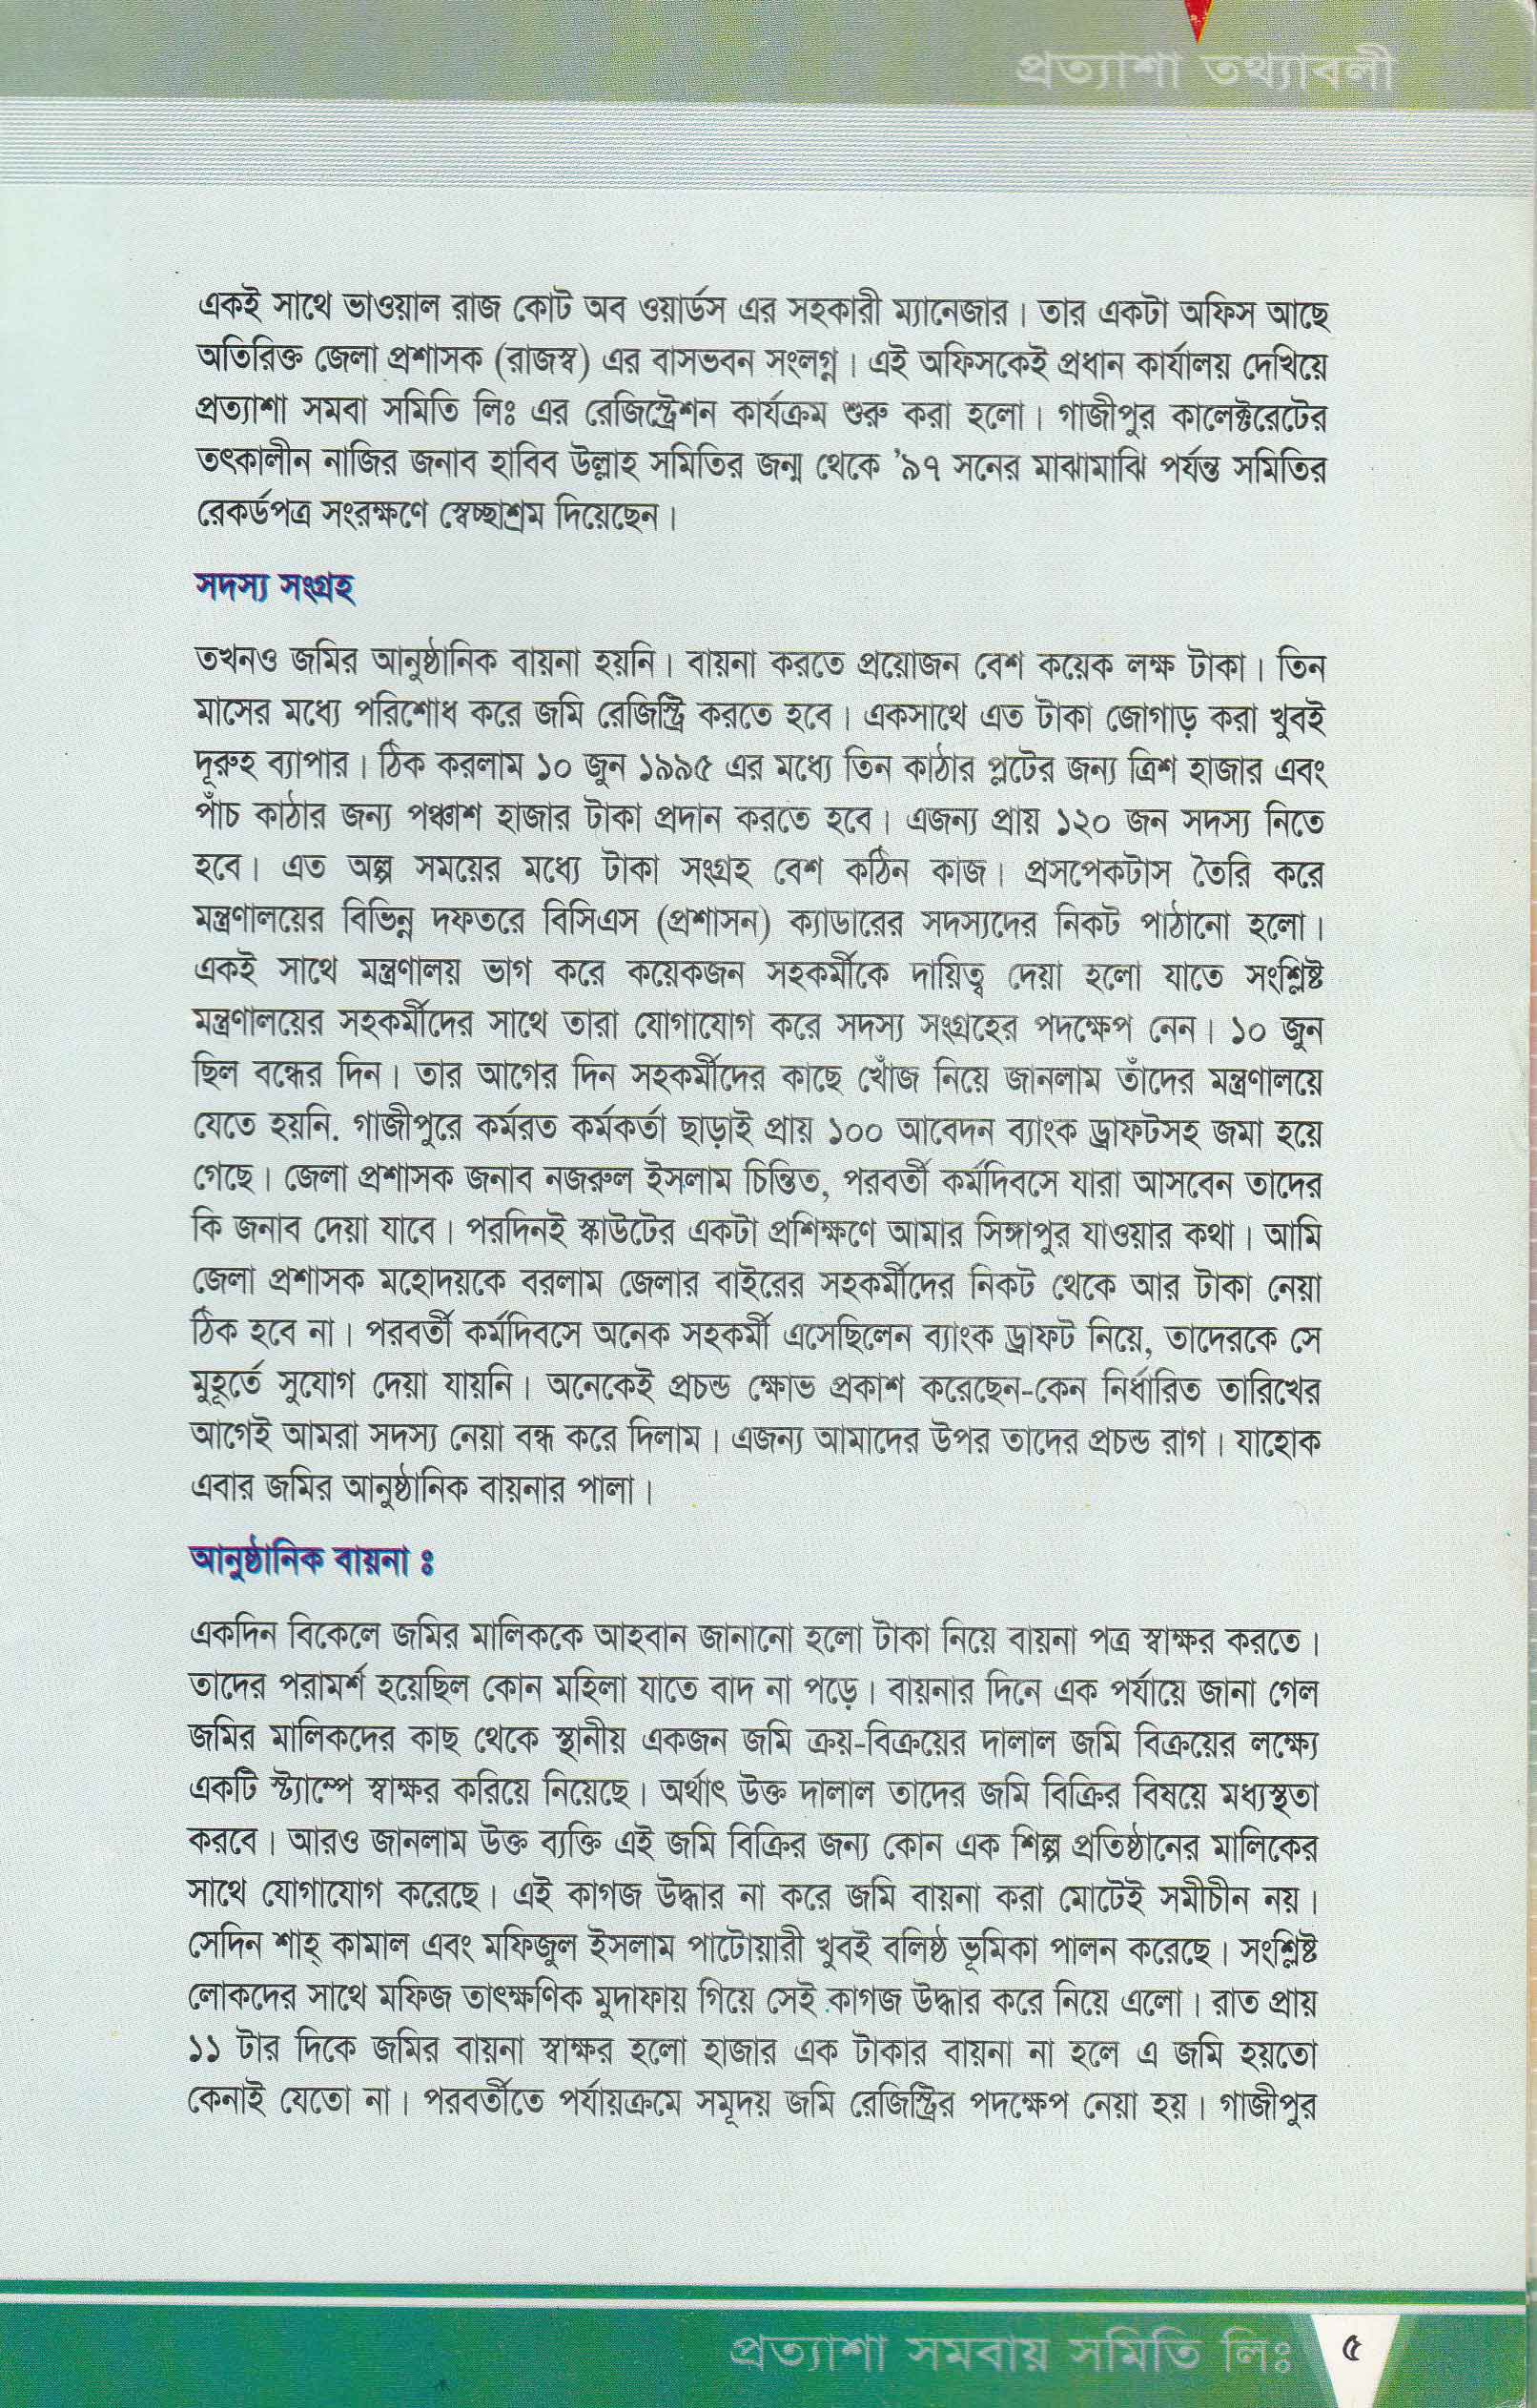 প্রত্যাশা তথ্যাবলী
একই সাথে ভাওয়াল রাজ কোট অব ওয়ার্ডস এর সহকারী ম্যানেজার। তার একটা অফিস আছে
অতিরিক্ত জেলা প্রশাসক (রাজস্ব) এর বাসভবন সংলগ্ন। এই অফিসকেই প্রধান কার্যালয় দেখিয়ে
প্রত্যাশা সমবা সমিতি লিঃ এর রেজিস্ট্রেশন কার্যক্রম শুরু করা হলো। গাজীপুর কালেক্টরেটের
তৎকালীন নাজির জনাব হাবিব উল্লাহ সমিতির জন্ম থেকে ’৯৭ সনের মাঝামাঝি পর্যন্ত সমিতির
রেকর্ডপত্র সংরক্ষণে স্বেচ্ছাশ্রম দিয়েছেন।
সদস্য সংগ্রহ
তখনও জমির আনুষ্ঠানিক বায়না হয়নি। বায়না করতে প্রয়োজন বেশ কয়েক লক্ষ টাকা। তিন
মাসের মধ্যে পরিশোধ করে জমি রেজিস্ট্রি করতে হবে। একসাথে এত টাকা জোগাড় করা খুবই
দূরুহ ব্যাপার। ঠিক করলাম ১০ জুন ১৯৯৫ এর মধ্যে তিন কাঠার প্লটের জন্য ত্রিশ হাজার এবং
পাঁচ কাঠার জন্য পঞ্চাশ হাজার টাকা প্রদান করতে হবে। এজন্য প্রায় ১২০ জন সদস্য নিতে
হবে। এত অল্প সময়ের মধ্যে টাকা সংগ্রহ বেশ কঠিন কাজ। প্রসপেকটাস তৈরি করে
মন্ত্রণালয়ের বিভিন্ন দফতরে বিসিএস (প্রশাসন) ক্যাডারের সদস্যদের নিকট পাঠানো হলো।
একই সাথে মন্ত্রণালয় ভাগ করে কয়েকজন সহকর্মীকে দায়িত্ব দেয়া হলো যাতে সংশ্লিষ্ট
মন্ত্রণালয়ের সহকর্মীদের সাথে তারা যোগাযোগ করে সদস্য সংগ্রহের পদক্ষেপ নেন। ১০ জুন
ছিল বন্ধের দিন। তার আগের দিন সহকর্মীদের কাছে খোঁজ নিয়ে জানলাম তাঁদের মন্ত্রণালয়ে
যেতে হয়নি. গাজীপুরে কর্মরত কর্মকর্তা ছাড়াই প্রায় ১০০ আবেদন ব্যাংক ড্রাফটসহ জমা হয়ে
গেছে। জেলা প্রশাসক জনাব নজরুল ইসলাম চিন্তিত, পরবর্তী কর্মদিবসে যারা আসবেন তাদের
কি জনাব দেয়া যাবে। পরদিনই স্কাউটের একটা প্রশিক্ষণে আমার সিঙ্গাপুর যাওয়ার কথা। আমি
জেলা প্রশাসক মহোদয়কে বরলাম জেলার বাইরের সহকর্মীদের নিকট থেকে আর টাকা নেয়া
ঠিক হবে না। পরবর্তী কর্মদিবসে অনেক সহকর্মী এসেছিলেন ব্যাংক ড্রাফট নিয়ে, তাদেরকে সে
মুহূর্তে সুযোগ দেয়া যায়নি। অনেকেই প্রচন্ড ক্ষোভ প্রকাশ করেছেন-কেন নির্ধারিত তারিখের
আগেই আমরা সদস্য নেয়া বন্ধ করে দিলাম। এজন্য আমাদের উপর তাদের প্রচন্ড রাগ। যাহোক
এবার জমির আনুষ্ঠানিক বায়নার পালা।
আনুষ্ঠানিক বায়না ঃ
একদিন বিকেলে জমির মালিককে আহবান জানানো হলো টাকা নিয়ে বায়না পত্র স্বাক্ষর করতে।
তাদের পরামর্শ হয়েছিল কোন মহিলা যাতে বাদ না পড়ে। বায়নার দিনে এক পর্যায়ে জানা গেল
জমির মালিকদের কাছ থেকে স্থানীয় একজন জমি ক্রয়-বিক্রয়ের দালাল জমি বিক্রয়ের লক্ষ্যে
একটি স্ট্যাম্পে স্বাক্ষর করিয়ে নিয়েছে। অর্থাৎ উক্ত দালাল তাদের জমি বিক্রির বিষয়ে মধ্যস্থতা
করবে। আরও জানলাম উক্ত ব্যক্তি এই জমি বিক্রির জন্য কোন এক শিল্প প্রতিষ্ঠানের মালিকের
সাথে যোগাযোগ করেছে। এই কাগজ উদ্ধার না করে জমি বায়না করা মোটেই সমীচীন নয়।
সেদিন শাহ্ কামাল এবং মফিজুল ইসলাম পাটোয়ারী খুবই বলিষ্ঠ ভূমিকা পালন করেছে। সংশ্লিষ্ট
লোকদের সাথে মফিজ তাৎক্ষণিক মুদাফায় গিয়ে সেই কাগজ উদ্ধার করে নিয়ে এলো। রাত প্রায়
১১ টার দিকে জমির বায়না স্বাক্ষর হলো হাজার এক টাকার বায়না না হলে এ জমি হয়তো
কেনাই যেতো না। পরবর্তীতে পর্যায়ক্রমে সমূদয় জমি রেজিস্ট্রির পদক্ষেপ নেয়া হয়। গাজীপুর
প্রত্যাশা সমবায় সমিতি লিঃ ৫